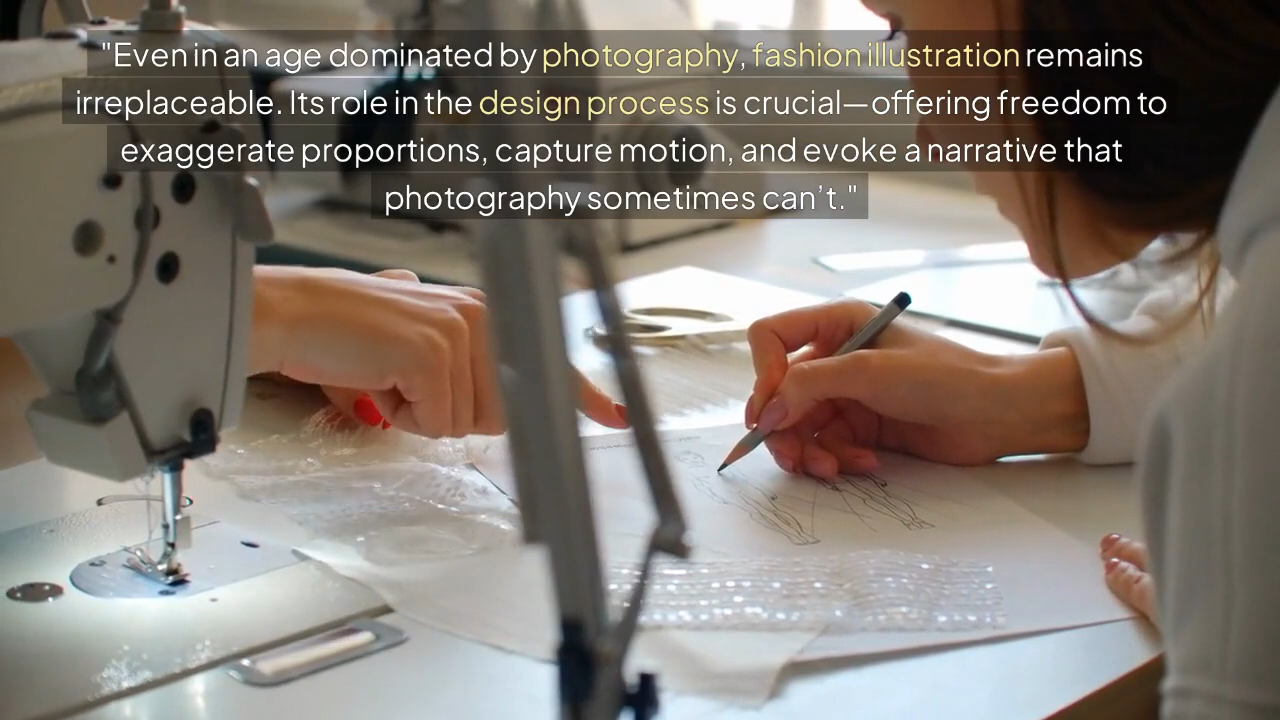 "Even in an age dominated by photography, fashion illustration remains
irreplaceable. Its role in the design process is crucial—offering freedom to
exaggerate proportions, capture motion, and evoke a narrative that
photography sometimes can’t."